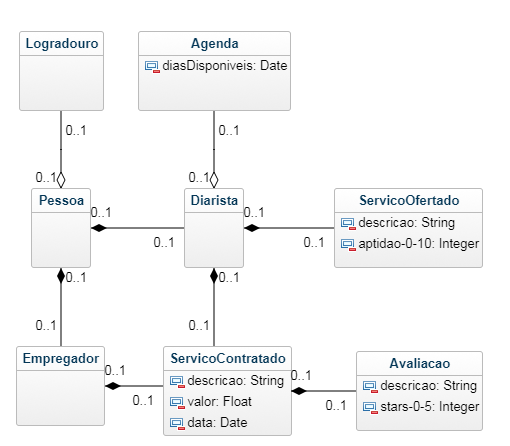 Logradouro
Agenda
diasDisponiveis: Date
0..1
0..1
0..1
0..1
Pessoa
Diarista
ServicoOfertado
descricao: String
aptidao-0-10: Integer
0..1
0..1
0..1
0..1
0..1
0..1
0..1
0..1
Empregador
ServicoContratado
descricao: String
valor: Float
data: Date
Avaliacao
descricao: String
stars-0-5: Integer
0..1
0..1
0..1
0..1